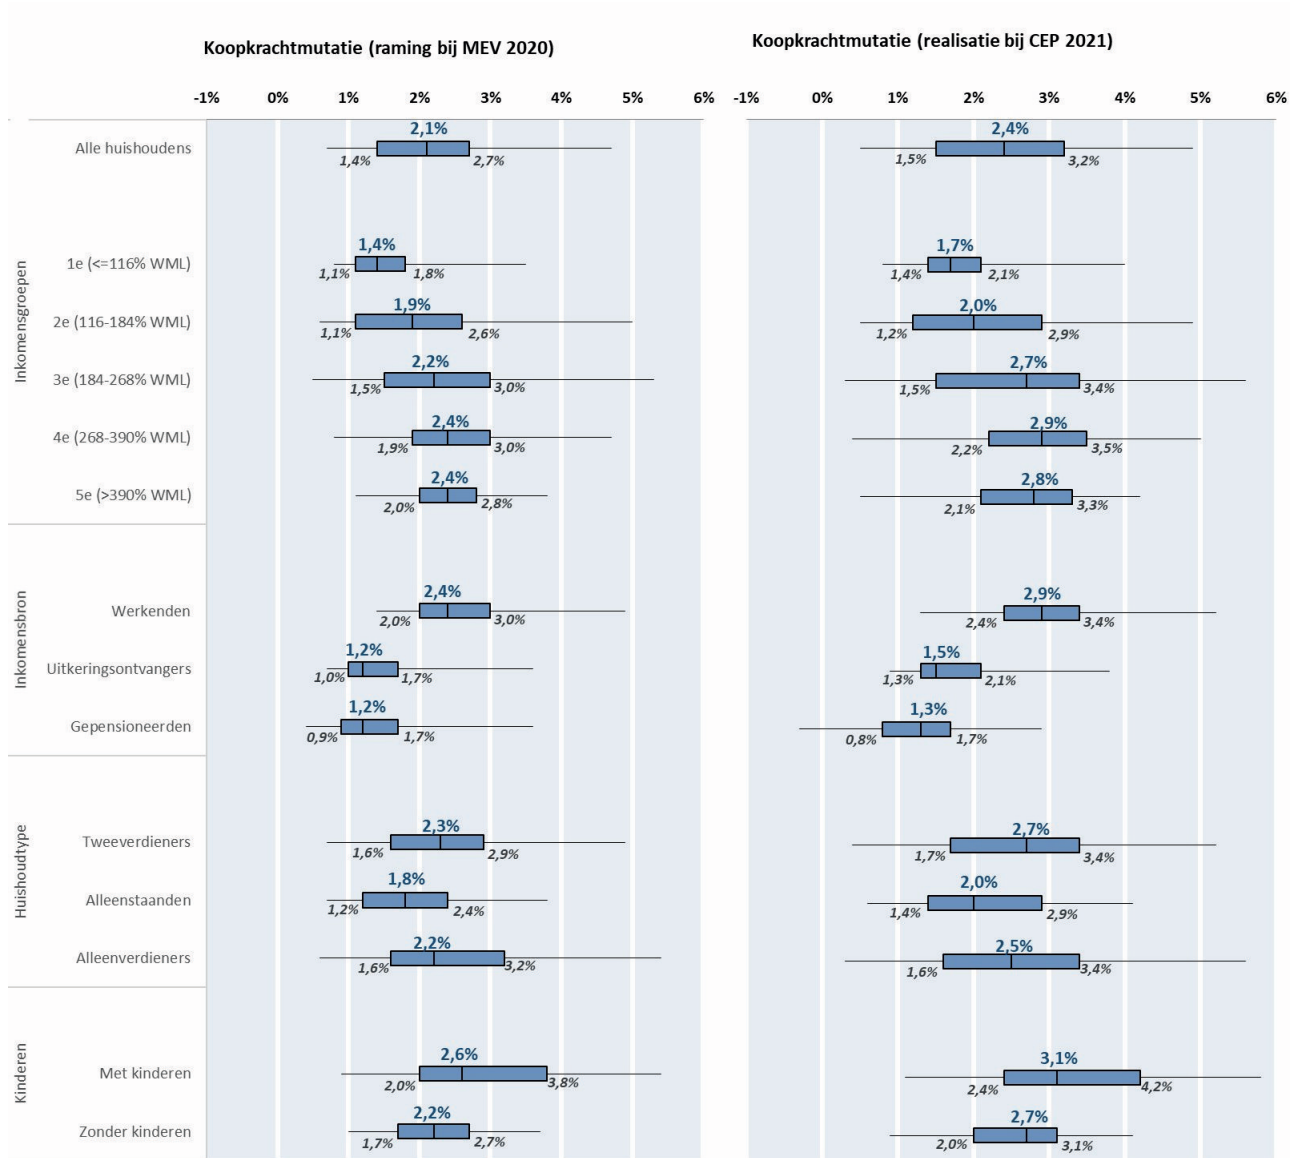 Koopkrachtmutatie (raming bij MEV 2020)
Koopkrachtmutatie (realisatie bij CEP 2021)
-1% 0% 1% 2% 3% 4% 5% 6%
-1% 0% 1% 2% 3% 4% 5% 6%
Alle huishoudens
2,1%
1,4% 2,7%
2,4%
1,5% 3,2%
Inkomensgroepen
1e (<=116% WML)
1,4%
1,1% 1,8%
1,7%
1,4% 2,1%
2e (116-184% WML)
1,9%
1,1% 2,6%
2,0%
1,2% 2,9%
3e (184-268% WML)
2,2%
1,5% 3,0%
2,7%
1,5% 3,4%
4e (268-390% WML)
2,4%
1,9% 3,0%
2,9%
2,2% 3,5%
5e (>390% WML)
2,4%
2,0% 2,8%
2,8%
2,1% 3,3%
Inkomensbron
Werkenden
2,4%
2,0% 3,0%
2,9%
2,4% 3,4%
Uitkeringsontvangers
1,2%
1,0% 1,7%
1,5%
1,3% 2,1%
Gepensioneerden
1,2%
0,9% 1,7%
1,3%
0,8% 1,7%
Huishoudtype
Tweeverdieners
2,3%
1,6% 2,9%
2,7%
1,7% 3,4%
Alleenstaanden
1,8%
1,2% 2,4%
2,0%
1,4% 2,9%
Alleenverdieners
2,2%
1,6% 3,2%
2,5%
1,6% 3,4%
Kinderen
Met kinderen
2,6%
2,0% 3,8%
3,1%
2,4% 4,2%
Zonder kinderen
2,2%
1,7% 2,7%
2,7%
2,0% 3,1%